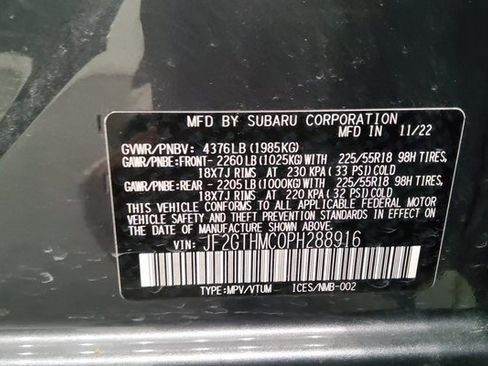 MFD BY SUBARU CORPORATION
MFD IN 11/22
GVWR/PNBV: 4376LB(1985KG)
GAWR/PNBE:FRONT- 2260LB(1025KG)WITH 225/55R18 98H TIRES,
18X7J RIMS AT 230 KPA( 33 PSI)COLD
GAWR/PNBE:REAR - 2205LB(1000KG)WITH 225/55R18 98H TIRES,
18X7J RIMS AT 220 KPA( 32 PSI)COLD
THIS VEHICLE CONFORMS TO ALL APPLICABLE FEDERAL MOTOR
VEHICLE SAFETY AND THEFT PREVENTION STANDARDS IN EFFECT
ON THE DATE OF MANUFACTURE SHOWN ABOVE.
VIN: JF2GTHMC0PH288916
TYPE:MPV/VTUM ICES/NMB-002